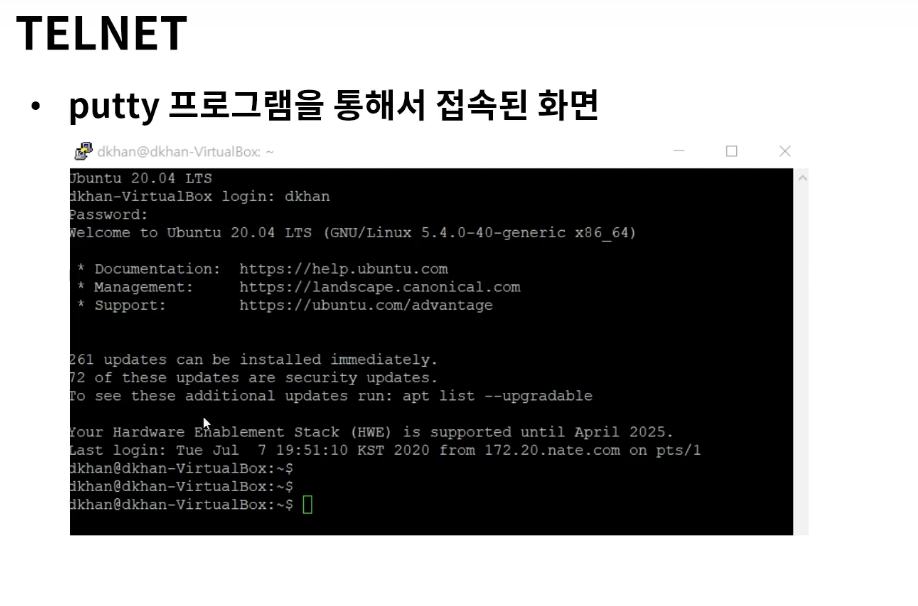 TELNET
• putty 프로그램을 통해서 접속된 화면
dkhan@dkhan-VirtualBox: ~
Ubuntu 20.04 LTS
dkhan-VirtualBox login: dkhan
Password:
Welcome to Ubuntu 20.04 LTS (GNU/Linux 5.4.0-40-generic x86_64)
* Documentation:  https://help.ubuntu.com
* Management:     https://landscape.canonical.com
* Support:        https://ubuntu.com/advantage
261 updates can be installed immediately.
72 of these updates are security updates.
To see these additional updates run: apt list --upgradable
Your Hardware Enablement Stack (HWE) is supported until April 2025.
Last login: Tue Jul  7 19:51:10 KST 2020 from 172.20.nate.com on pts/1
dkhan@dkhan-VirtualBox:~$
dkhan@dkhan-VirtualBox:~$
dkhan@dkhan-VirtualBox:~$